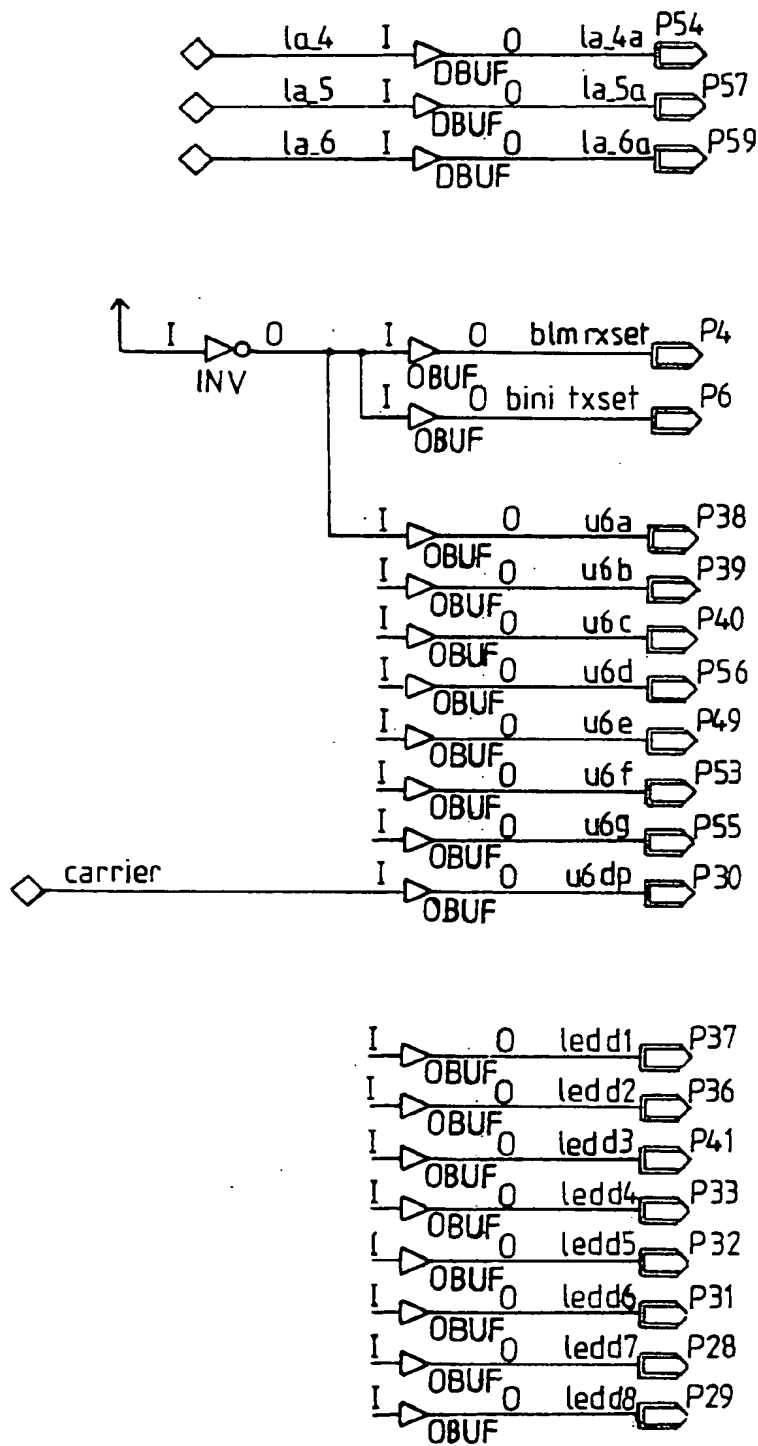 la_4 I O la_4a P54
DBUF
la_5 I O la_5a P57
DBUF
la_6 I O la_6a P59
DBUF
I O I O blm rxset P4
INV OBUF
I O bini txset P6
OBUF
I O u6a P38
OBUF
I O u6b P39
OBUF
I O u6c P40
OBUF
I O u6d P56
OBUF
I O u6e P49
OBUF
I O u6f P53
OBUF
I O u6g P55
OBUF
carrier I O u6dp P30
OBUF
I O ledd1 P37
OBUF
I O ledd2 P36
OBUF
I O ledd3 P41
OBUF
I O ledd4 P33
OBUF
I O ledd5 P32
OBUF
I O ledd6 P31
OBUF
I O ledd7 P28
OBUF
I O ledd8 P29
OBUF